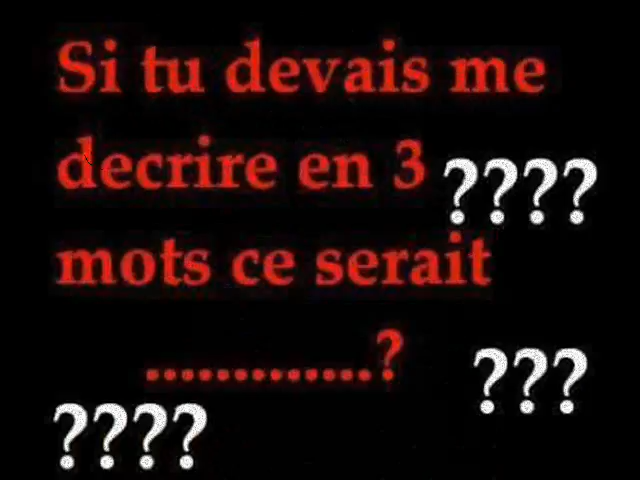 Si tu devais me
decrire en 3 ????
mots ce serait
.............? ???
????